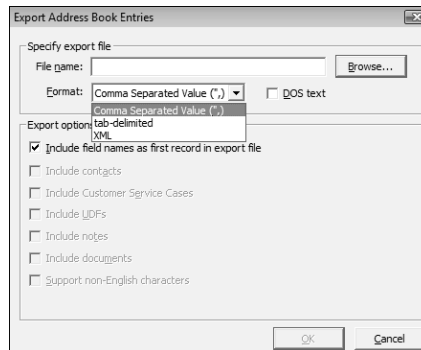 Export Address Book Entries
Specify export file
File name:
Browse...
Format: Comma Separated Value (",) DOS text
Comma Separated Value (",)
tab-delimited
XML
Export options
Include field names as first record in export file
Include contacts
Include Customer Service Cases
Include UDFs
Include notes
Include documents
Support non-English characters
OK Cancel